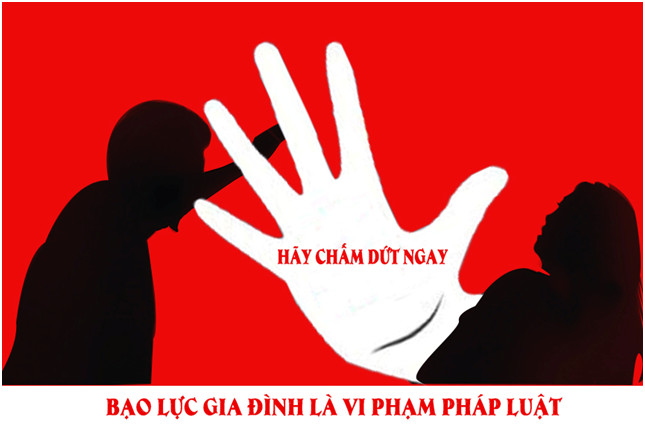 HÃY CHẤM DỨT NGAY
BẠO LỰC GIA ĐÌNH LÀ VI PHẠM PHÁP LUẬT